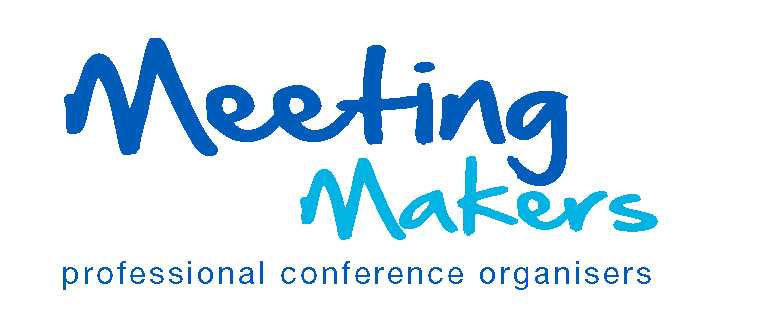 Meeting
Makers
professional conference organisers